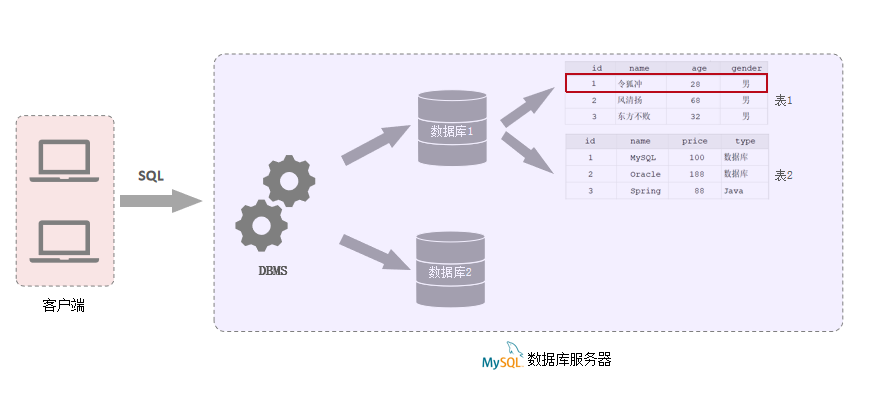 客户端
SQL
DBMS
数据库1
数据库2
id name age gender
1 令狐冲 28 男
2 风清扬 68 男
3 东方不败 32 男
表1
id name price type
1 MySQL 100 数据库
2 Oracle 188 数据库
3 Spring 88 Java
表2
MySQL 数据库服务器